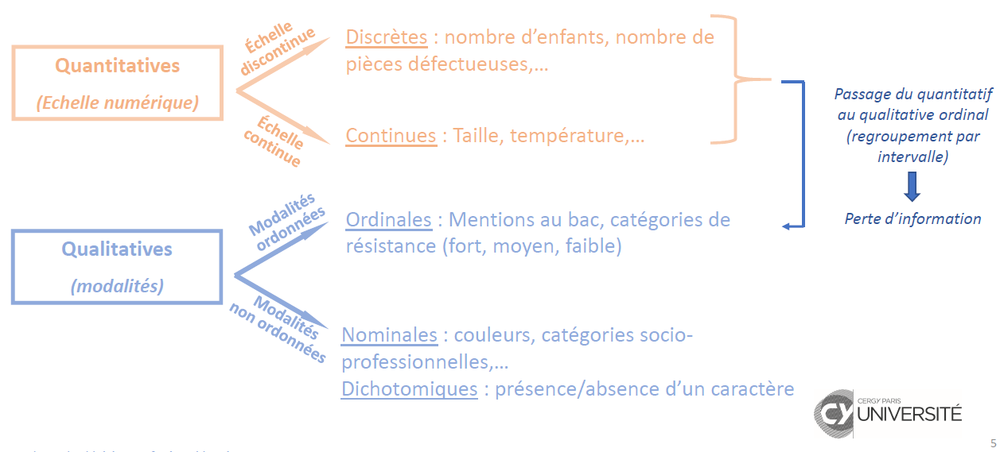 Quantitatives
(Echelle numérique)
Échelle
discontinue
Discrètes : nombre d'enfants, nombre de
pièces défectueuses,...
Échelle
continue
Continues : Taille, température,...
Passage du quantitatif
au qualitative ordinal
(regroupement par
intervalle)
Perte d'information
Qualitatives
(modalités)
Modalités
ordonnées
Ordinales : Mentions au bac, catégories de
résistance (fort, moyen, faible)
Modalités
non ordonnées
Nominales : couleurs, catégories socio-
professionnelles,...
Dichotomiques : présence/absence d'un caractère
CY
CERGY PARIS
UNIVERSITÉ
5